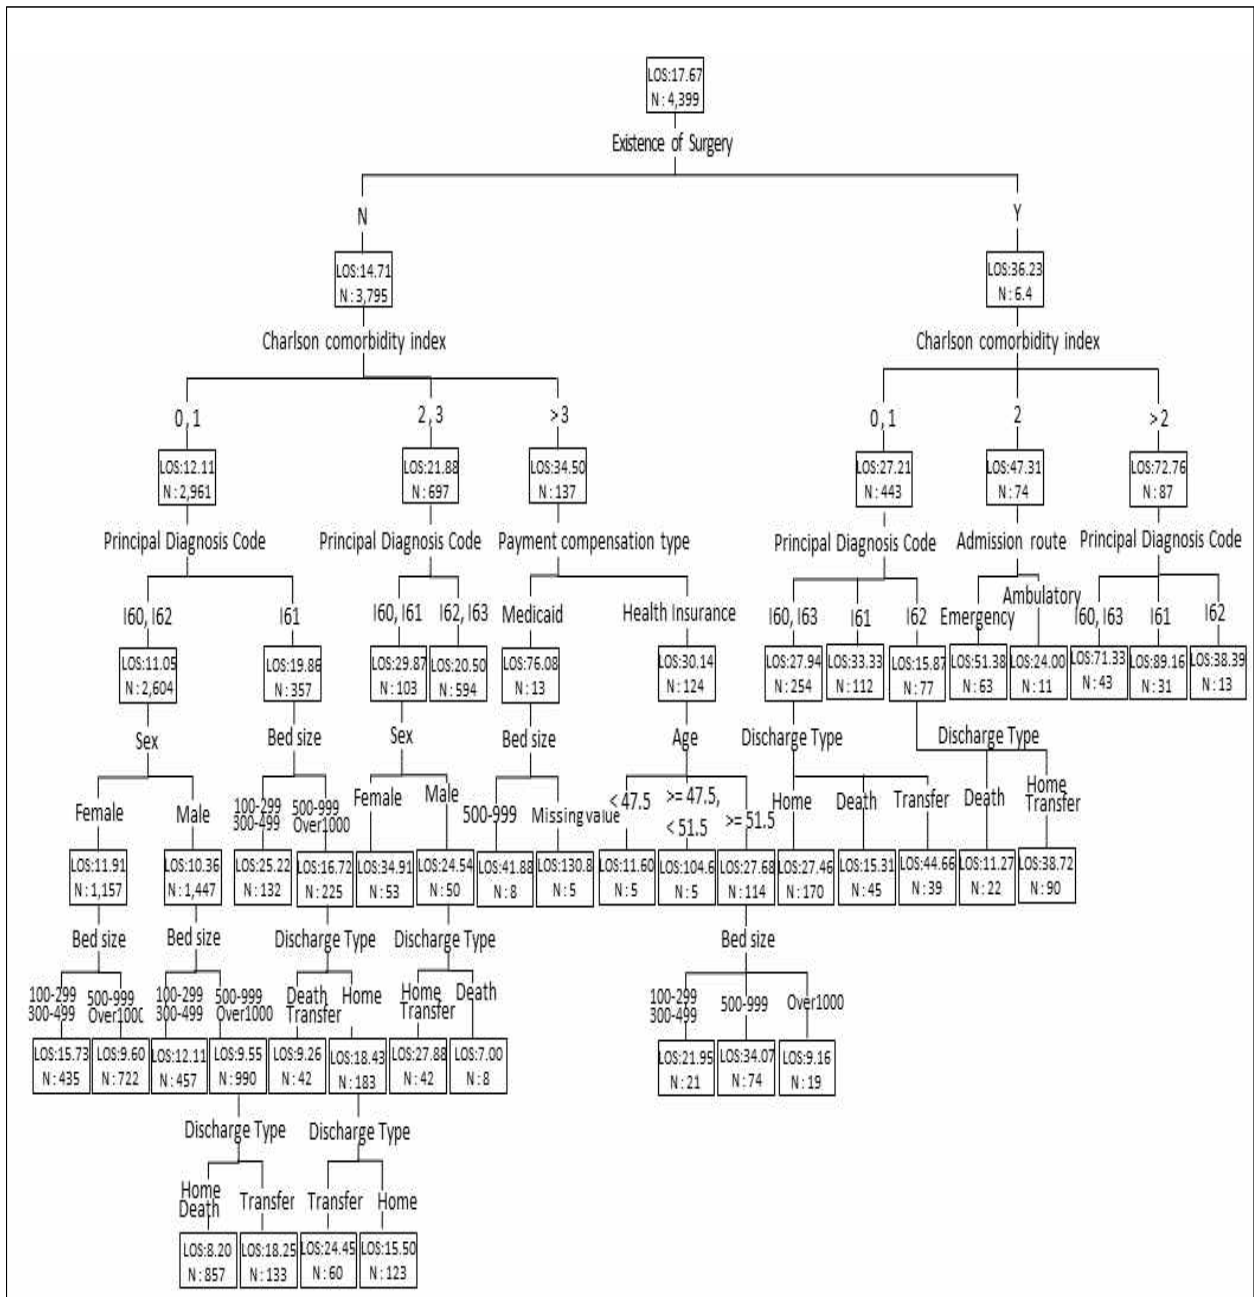 LOS:17.67
N : 4,399
Existence of Surgery
N
Y
LOS:14.71
N : 3,795
LOS:36.23
N : 6.4
Charlson comorbidity index
Charlson comorbidity index
0, 1
2, 3
>3
0, 1
2
>2
LOS:12.11
N : 2,961
LOS:21.88
N : 697
LOS:34.50
N : 137
LOS:27.21
N : 443
LOS:47.31
N : 74
LOS:72.76
N : 87
Principal Diagnosis Code
Principal Diagnosis Code
Payment compensation type
Principal Diagnosis Code
Admission route
Principal Diagnosis Code
I60, I62
I61
I60, I61
I62, I63
Medicaid
Health Insurance
I60, I63
I61
I62
Emergency
Ambulatory
I60, I63
I61
I62
LOS:11.05
N : 2,604
LOS:19.86
N : 357
LOS:29.87
N : 103
LOS:20.50
N : 594
LOS:76.08
N : 13
LOS:30.14
N : 124
LOS:27.94
N : 254
LOS:33.33
N : 112
LOS:15.87
N : 77
LOS:51.38
N : 63
LOS:24.00
N : 11
LOS:71.33
N : 43
LOS:89.16
N : 31
LOS:38.39
N : 13
Sex
Bed size
Sex
Bed size
Age
Discharge Type
Discharge Type
Female
Male
100-299
300-499
500-999
Over1000
Female
Male
500-999
Missing value
< 47.5
>= 47.5,
< 51.5
>= 51.5
Home
Death
Transfer
Death
Home
Transfer
LOS:11.91
N : 1,157
LOS:10.36
N : 1,447
LOS:25.22
N : 132
LOS:16.72
N : 225
LOS:34.91
N : 53
LOS:24.54
N : 50
LOS:41.88
N : 8
LOS:130.8
N : 5
LOS:11.60
N : 5
LOS:104.6
N : 5
LOS:27.68
N : 114
LOS:27.46
N : 170
LOS:15.31
N : 45
LOS:44.66
N : 39
LOS:11.27
N : 22
LOS:38.72
N : 90
Bed size
Bed size
Discharge Type
Discharge Type
Bed size
100-299
300-499
500-999
Over1000
100-299
300-499
500-999
Over1000
Death
Transfer
Home
Home
Transfer
Death
100-299
300-499
500-999
Over1000
LOS:15.73
N : 435
LOS:9.60
N : 722
LOS:12.11
N : 457
LOS:9.55
N : 990
LOS:9.26
N : 42
LOS:18.43
N : 183
LOS:27.88
N : 42
LOS:7.00
N : 8
LOS:21.95
N : 21
LOS:34.07
N : 74
LOS:9.16
N : 19
Discharge Type
Discharge Type
Home
Death
Transfer
Transfer
Home
LOS:8.20
N : 857
LOS:18.25
N : 133
LOS:24.45
N : 60
LOS:15.50
N : 123